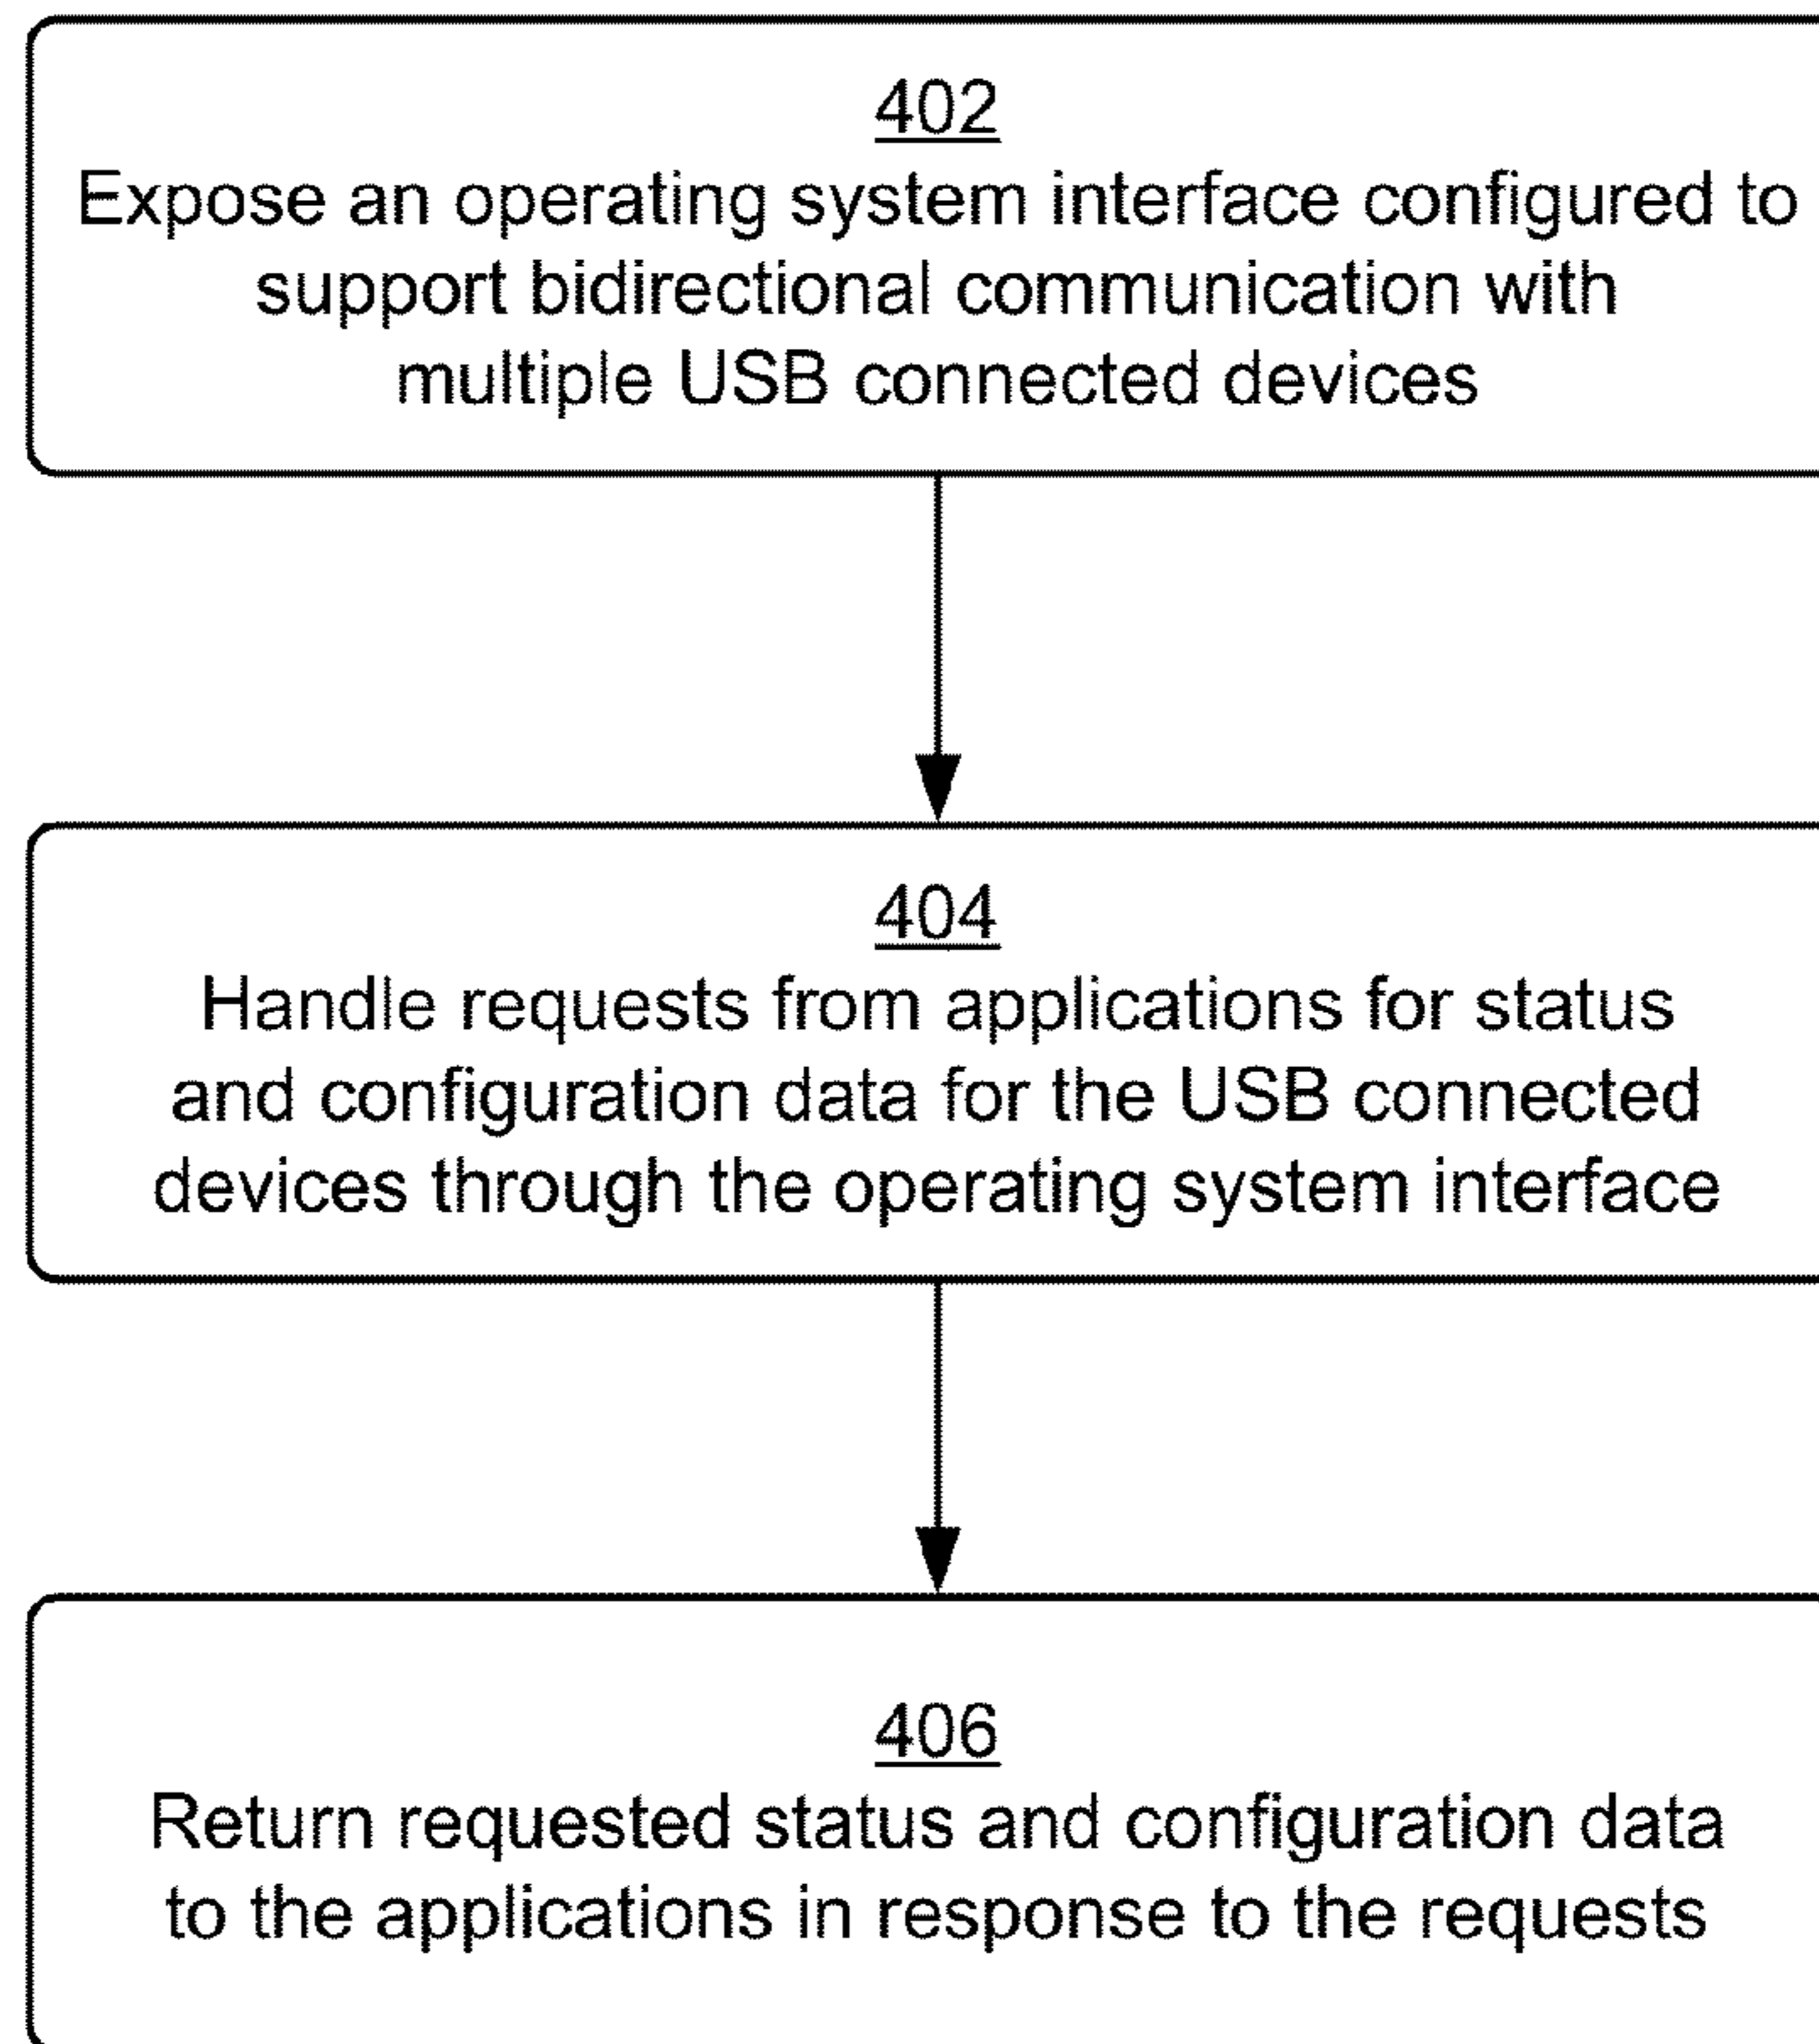 402
Expose an operating system interface configured to
support bidirectional communication with
multiple USB connected devices
404
Handle requests from applications for status
and configuration data for the USB connected
devices through the operating system interface
406
Return requested status and configuration data
to the applications in response to the requests